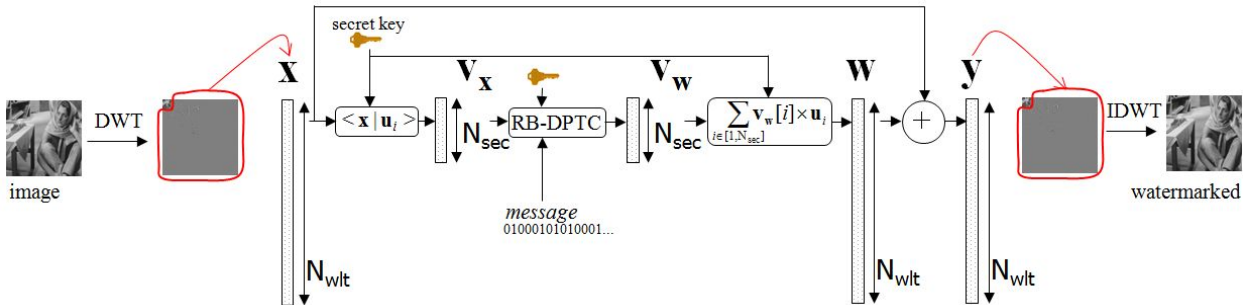 secret key
x
v_x
v_w
w
y
DWT
< x | u_i >
N_sec
RB-DPTC
N_sec
∑ v_w[i]×u_i
i∈[1,N_sec]
+
IDWT
image
message
01000101010001...
watermarked
N_wlt
N_wlt
N_wlt